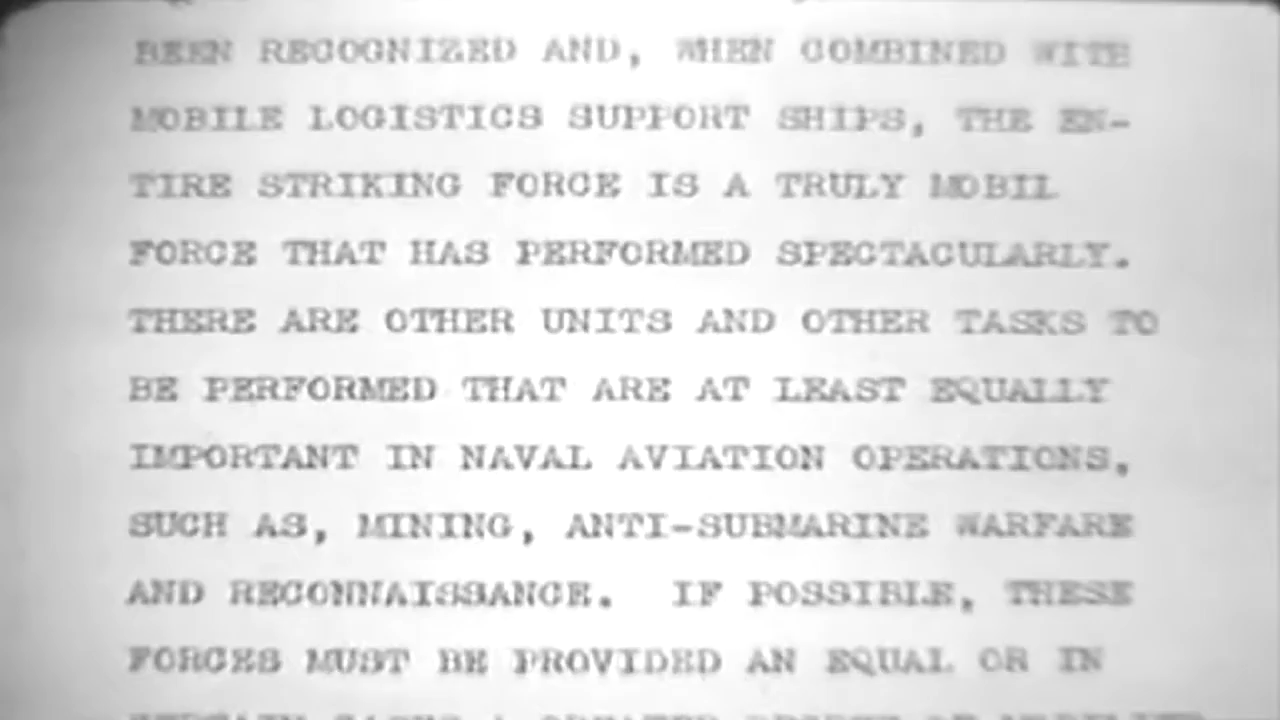 BEEN RECOGNIZED AND, WHEN COMBINED WITH
MOBILE LOGISTICS SUPPORT SHIPS, THE EN-
TIRE STRIKING FORCE IS A TRULY MOBIL
FORCE THAT HAS PERFORMED SPECTACULARLY.
THERE ARE OTHER UNITS AND OTHER TASKS TO
BE PERFORMED THAT ARE AT LEAST EQUALLY
IMPORTANT IN NAVAL AVIATION OPERATIONS,
SUCH AS, MINING, ANTI-SUBMARINE WARFARE
AND RECONNAISSANCE. IF POSSIBLE, THESE
FORCES MUST BE PROVIDED AN EQUAL OR IN